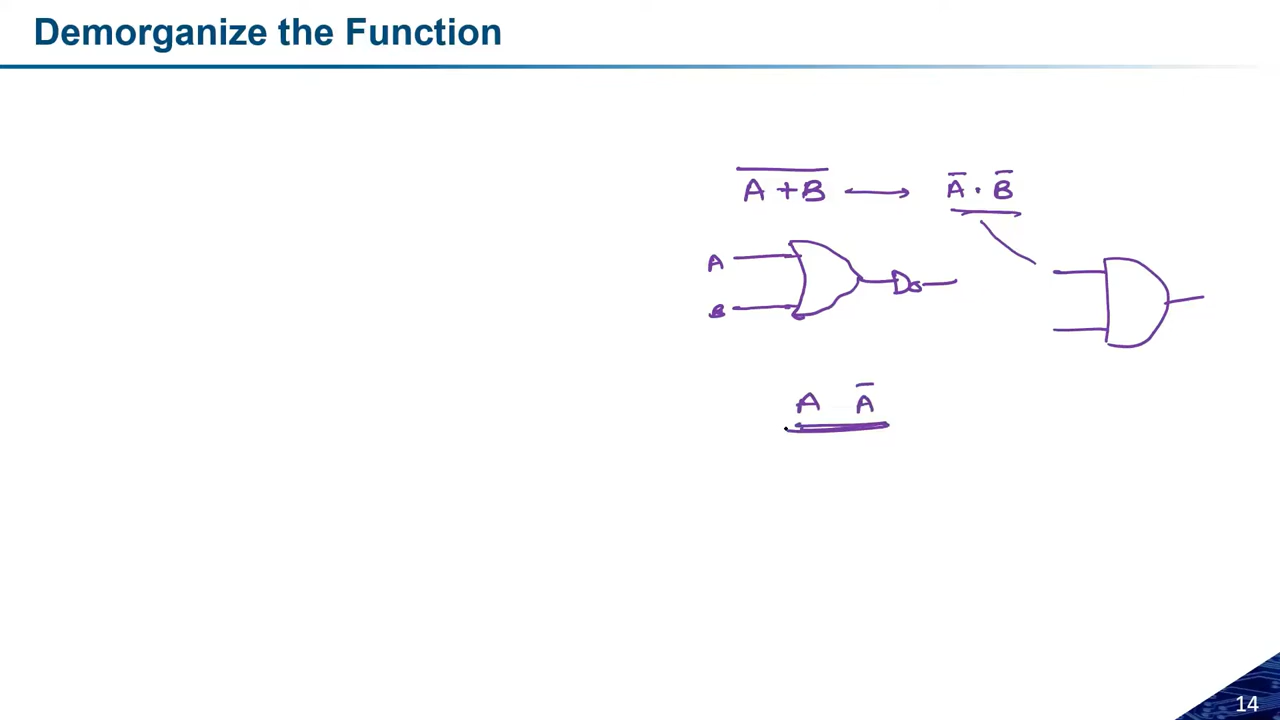 Demorganize the Function
A̅ ̅+̅ ̅B̅ → A̅ · B̅
A
B
A A̅
14